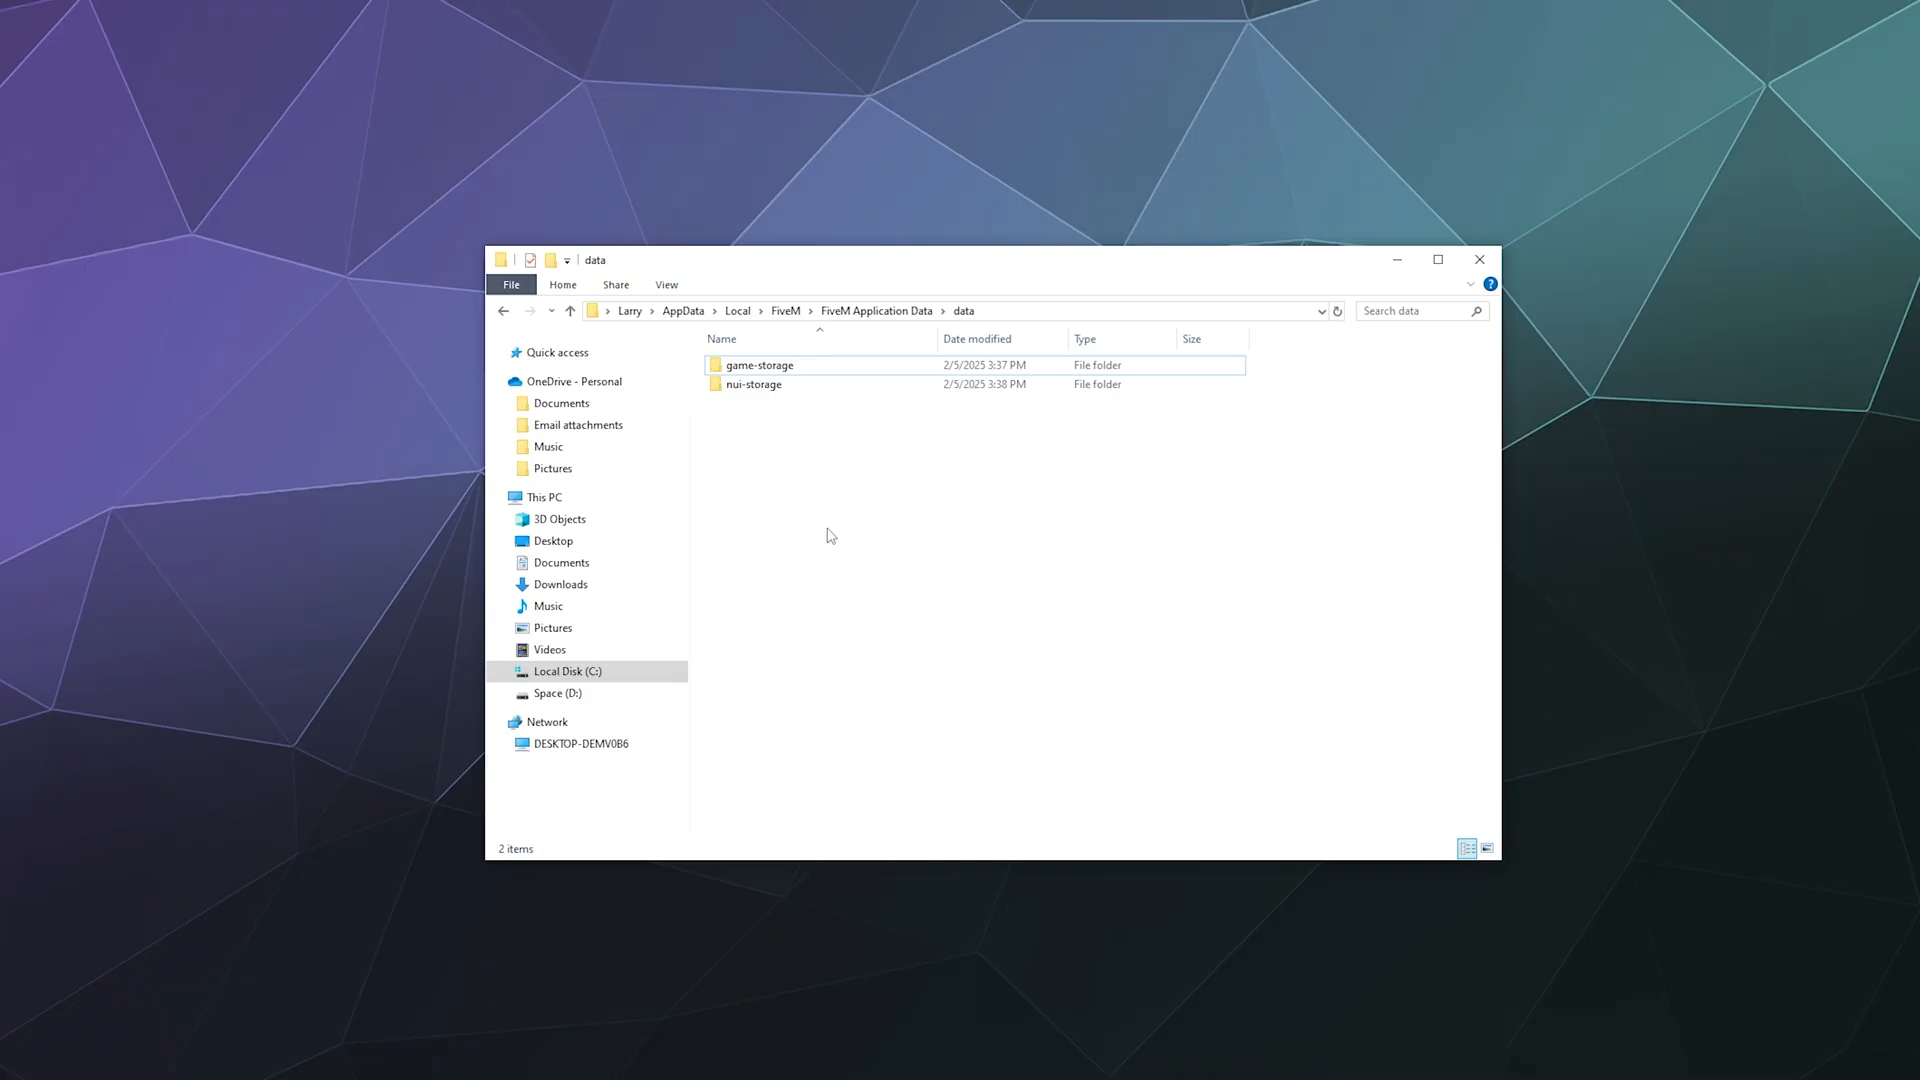 data
File Home Share View
Larry AppData Local FiveM FiveM Application Data data Search data
Name Date modified Type Size
game-storage 2/5/2025 3:37 PM File folder
nui-storage 2/5/2025 3:38 PM File folder
Quick access
OneDrive - Personal
Documents
Email attachments
Music
Pictures
This PC
3D Objects
Desktop
Documents
Downloads
Music
Pictures
Videos
Local Disk (C:)
Space (D:)
Network
DESKTOP-DEMV0B6
2 items